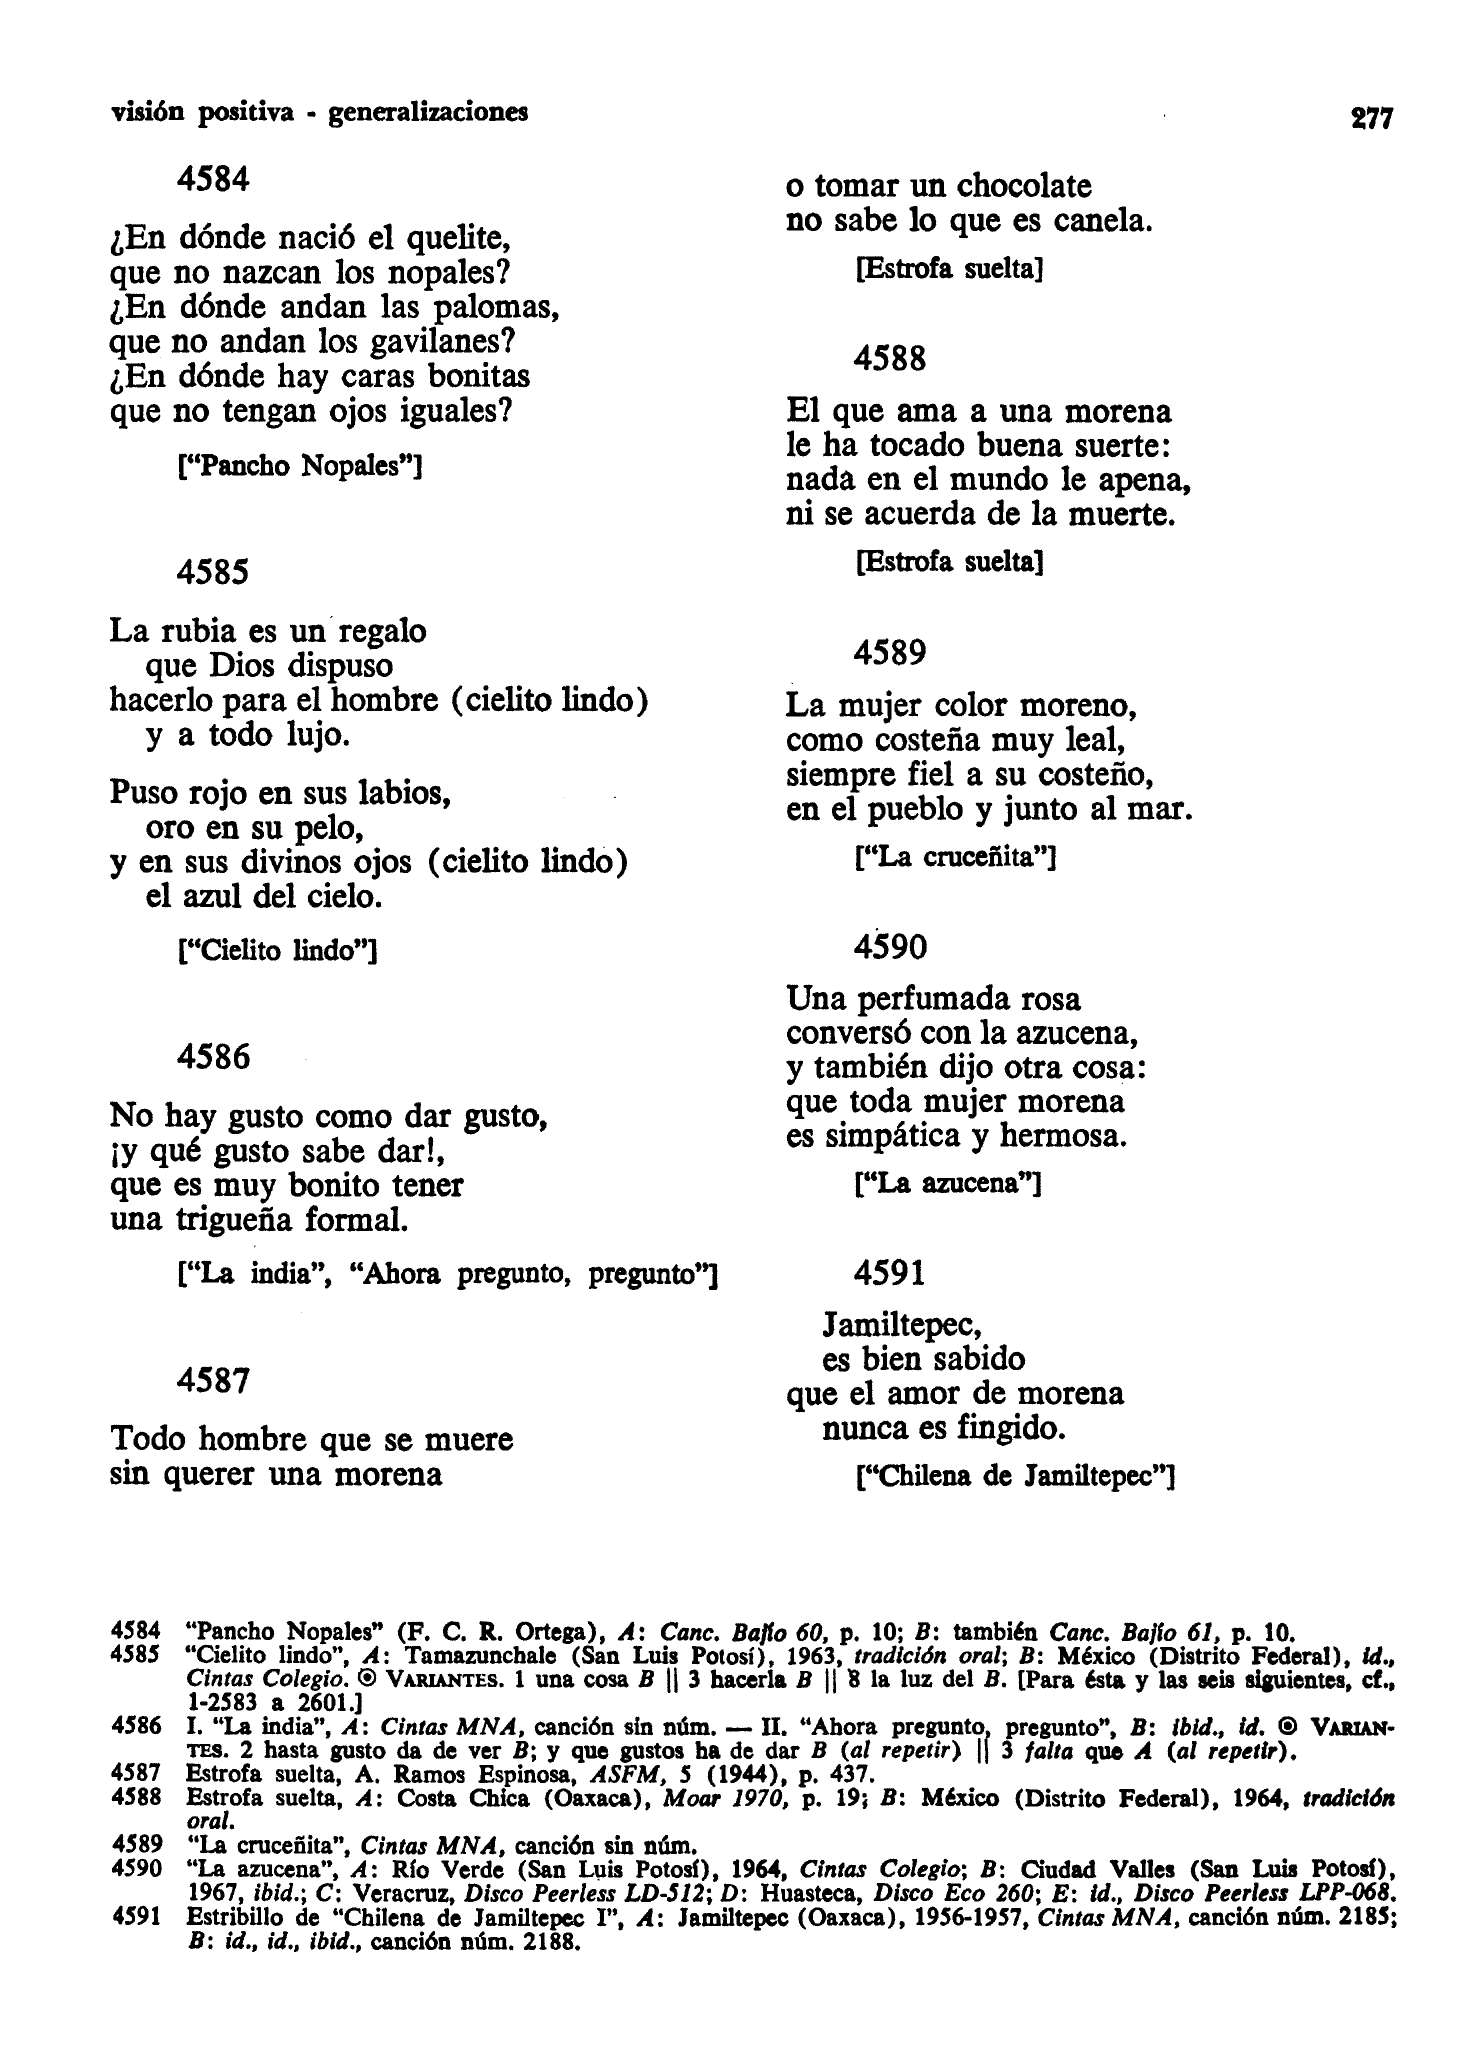 visión positiva - generalizaciones
277
4584
¿En dónde nació el quelite,
que no nazcan los nopales?
¿En dónde andan las palomas,
que no andan los gavilanes?
¿En dónde hay caras bonitas
que no tengan ojos iguales?
[“Pancho Nopales”]
4585
La rubia es un regalo
que Dios dispuso
hacerlo para el hombre (cielito lindo)
y a todo lujo.
Puso rojo en sus labios,
oro en su pelo,
y en sus divinos ojos (cielito lindo)
el azul del cielo.
[“Cielito lindo”]
4586
No hay gusto como dar gusto,
¡y qué gusto sabe dar!,
que es muy bonito tener
una trigueña formal.
[“La india”, “Ahora pregunto, pregunto”]
4587
Todo hombre que se muere
sin querer una morena
o tomar un chocolate
no sabe lo que es canela.
[Estrofa suelta]
4588
El que ama a una morena
le ha tocado buena suerte:
nada en el mundo le apena,
ni se acuerda de la muerte.
[Estrofa suelta]
4589
La mujer color moreno,
como costeña muy leal,
siempre fiel a su costeño,
en el pueblo y junto al mar.
[“La cruceñita”]
4590
Una perfumada rosa
conversó con la azucena,
y también dijo otra cosa:
que toda mujer morena
es simpática y hermosa.
[“La azucena”]
4591
Jamiltepec,
es bien sabido
que el amor de morena
nunca es fingido.
[“Chilena de Jamiltepec”]
4584 “Pancho Nopales” (F. C. R. Ortega), A: Canc. Bajío 60, p. 10; B: también Canc. Bajío 61, p. 10.
4585 “Cielito lindo”, A: Tamazunchale (San Luis Potosí), 1963, tradición oral; B: México (Distrito Federal), id.,
Cintas Colegio. ⊙ VARIANTES. 1 una cosa B || 3 hacerla B || 8 la luz del B. [Para ésta y las seis siguientes, cf.,
1-2583 a 2601.]
4586 I. “La india”, A: Cintas MNA, canción sin núm. — II. “Ahora pregunto, pregunto”, B: ibid., id. ⊙ VARIAN-
TES. 2 hasta gusto da de ver B; y que gustos ha de dar B (al repetir) || 3 falta que A (al repetir).
4587 Estrofa suelta, A. Ramos Espinosa, ASFM, 5 (1944), p. 437.
4588 Estrofa suelta, A: Costa Chica (Oaxaca), Moar 1970, p. 19; B: México (Distrito Federal), 1964, tradición
oral.
4589 “La cruceñita”, Cintas MNA, canción sin núm.
4590 “La azucena”, A: Río Verde (San Luis Potosí), 1964, Cintas Colegio; B: Ciudad Valles (San Luis Potosí),
1967, ibid.; C: Veracruz, Disco Peerless LD-512; D: Huasteca, Disco Eco 260; E: id., Disco Peerless LPP-068.
4591 Estribillo de “Chilena de Jamiltepec I”, A: Jamiltepec (Oaxaca), 1956-1957, Cintas MNA, canción núm. 2185;
B: id., id., ibid., canción núm. 2188.